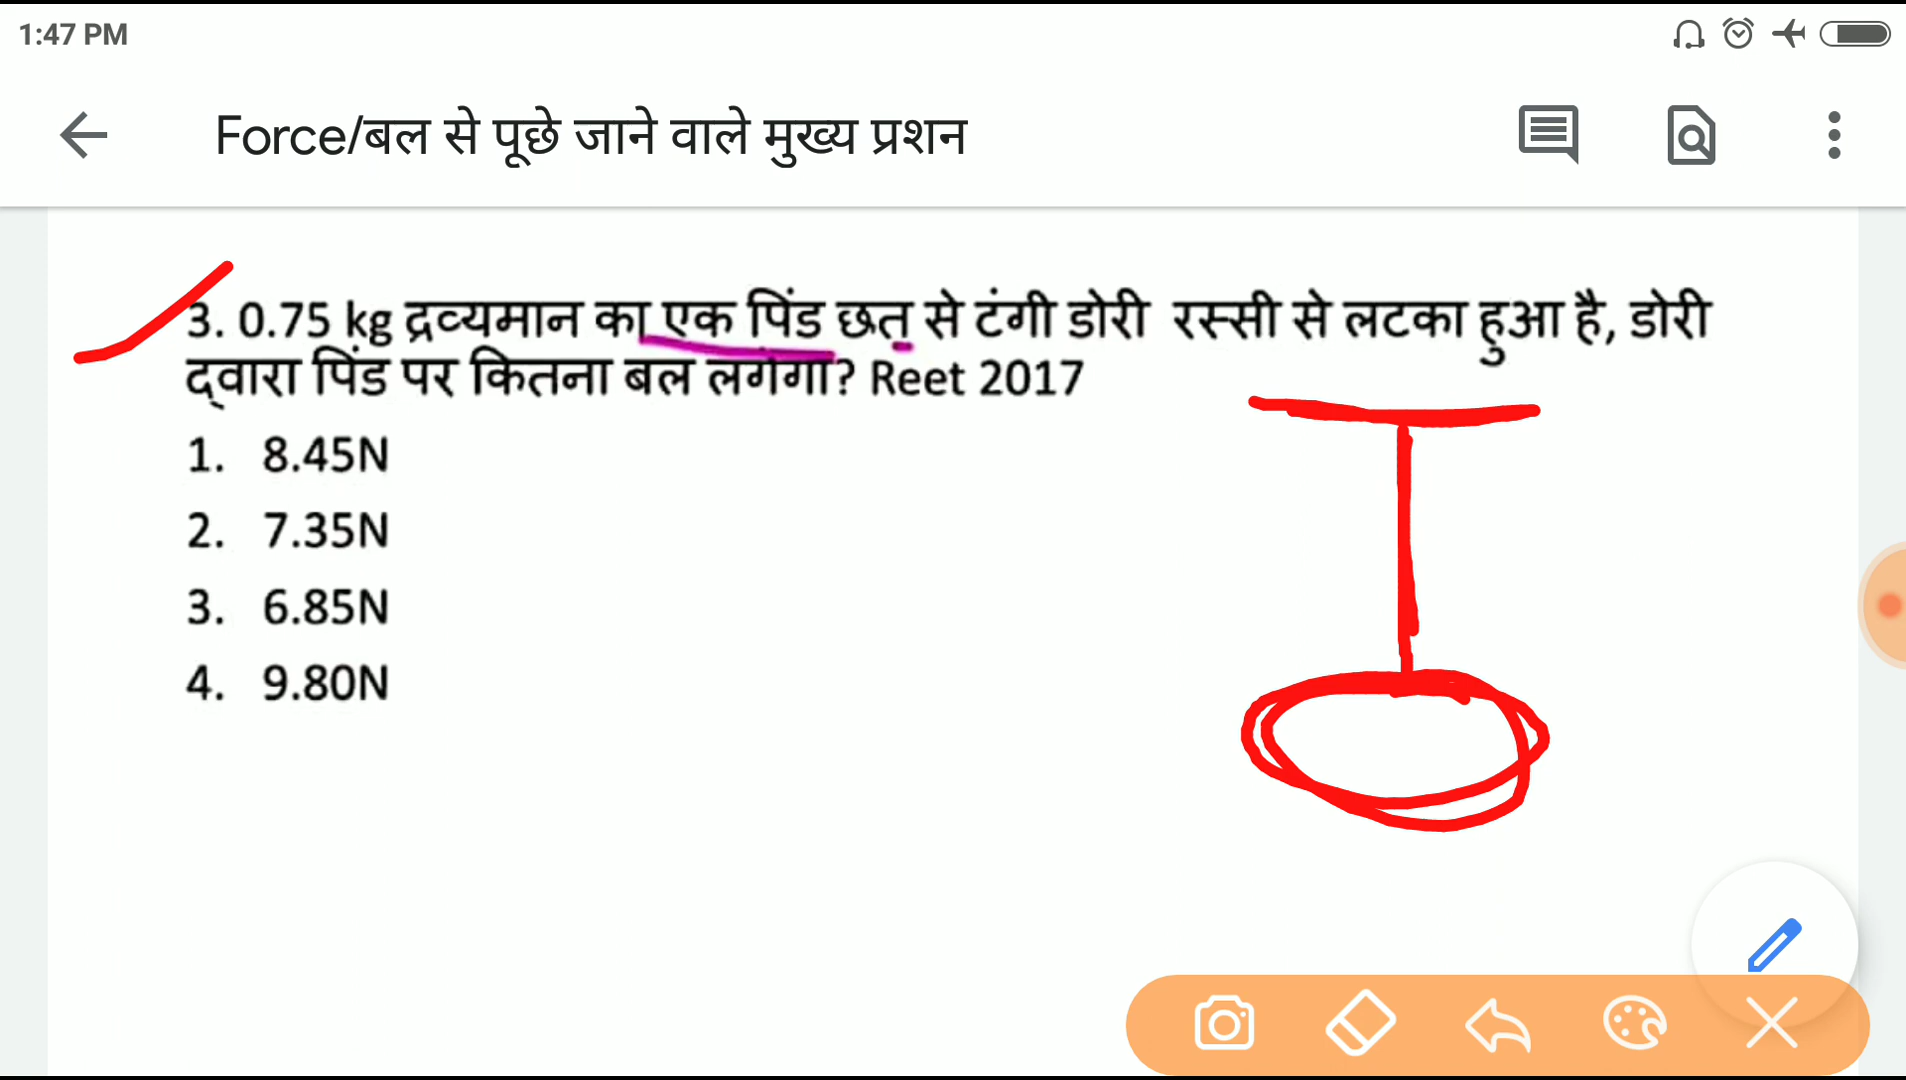 1:47 PM
Force/बल से पूछे जाने वाले मुख्य प्रशन
3. 0.75 kg द्रव्यमान का एक पिंड छत से टंगी डोरी रस्सी से लटका हुआ है, डोरी
द्वारा पिंड पर कितना बल लगेगा? Reet 2017
1. 8.45N
2. 7.35N
3. 6.85N
4. 9.80N